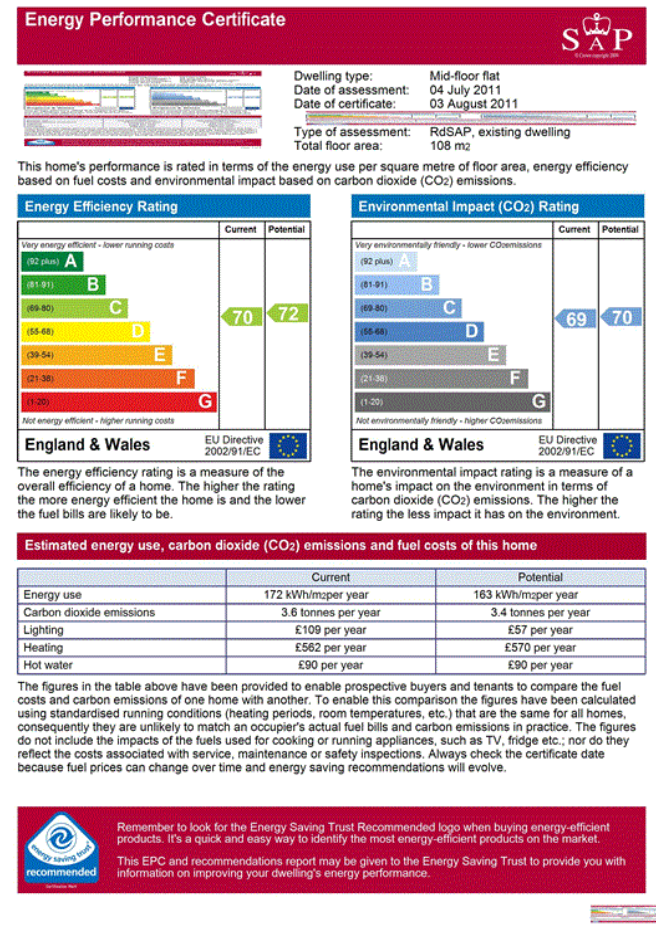 Energy Performance Certificate
SAP
Dwelling type: Mid-floor flat
Date of assessment: 04 July 2011
Date of certificate: 03 August 2011
Type of assessment: RdSAP, existing dwelling
Total floor area: 108 m2
This home's performance is rated in terms of the energy use per square metre of floor area, energy efficiency
based on fuel costs and environmental impact based on carbon dioxide (CO2) emissions.
Energy Efficiency Rating
Current Potential
Very energy efficient - lower running costs
(92 plus) A
(81-91) B
(69-80) C
(55-68) D
(39-54) E
(21-38) F
(1-20) G
70 72
Not energy efficient - higher running costs
England & Wales
EU Directive
2002/91/EC
The energy efficiency rating is a measure of the
overall efficiency of a home. The higher the rating
the more energy efficient the home is and the lower
the fuel bills are likely to be.
Environmental Impact (CO2) Rating
Current Potential
Very environmentally friendly - lower CO2emissions
(92 plus) A
(81-91) B
(69-80) C
(55-68) D
(39-54) E
(21-38) F
(1-20) G
69 70
Not environmentally friendly - higher CO2emissions
England & Wales
EU Directive
2002/91/EC
The environmental impact rating is a measure of a
home's impact on the environment in terms of
carbon dioxide (CO2) emissions. The higher the
rating the less impact it has on the environment.
Estimated energy use, carbon dioxide (CO2) emissions and fuel costs of this home
Current Potential
Energy use 172 kWh/m2per year 163 kWh/m2per year
Carbon dioxide emissions 3.6 tonnes per year 3.4 tonnes per year
Lighting £109 per year £57 per year
Heating £562 per year £570 per year
Hot water £90 per year £90 per year
The figures in the table above have been provided to enable prospective buyers and tenants to compare the fuel
costs and carbon emissions of one home with another. To enable this comparison the figures have been calculated
using standardised running conditions (heating periods, room temperatures, etc.) that are the same for all homes,
consequently they are unlikely to match an occupier's actual fuel bills and carbon emissions in practice. The figures
do not include the impacts of the fuels used for cooking or running appliances, such as TV, fridge etc.; nor do they
reflect the costs associated with service, maintenance or safety inspections. Always check the certificate date
because fuel prices can change over time and energy saving recommendations will evolve.
energy saving trust
recommended
Certification Mark
Remember to look for the Energy Saving Trust Recommended logo when buying energy-efficient
products. It's a quick and easy way to identify the most energy-efficient products on the market.
This EPC and recommendations report may be given to the Energy Saving Trust to provide you with
information on improving your dwelling's energy performance.